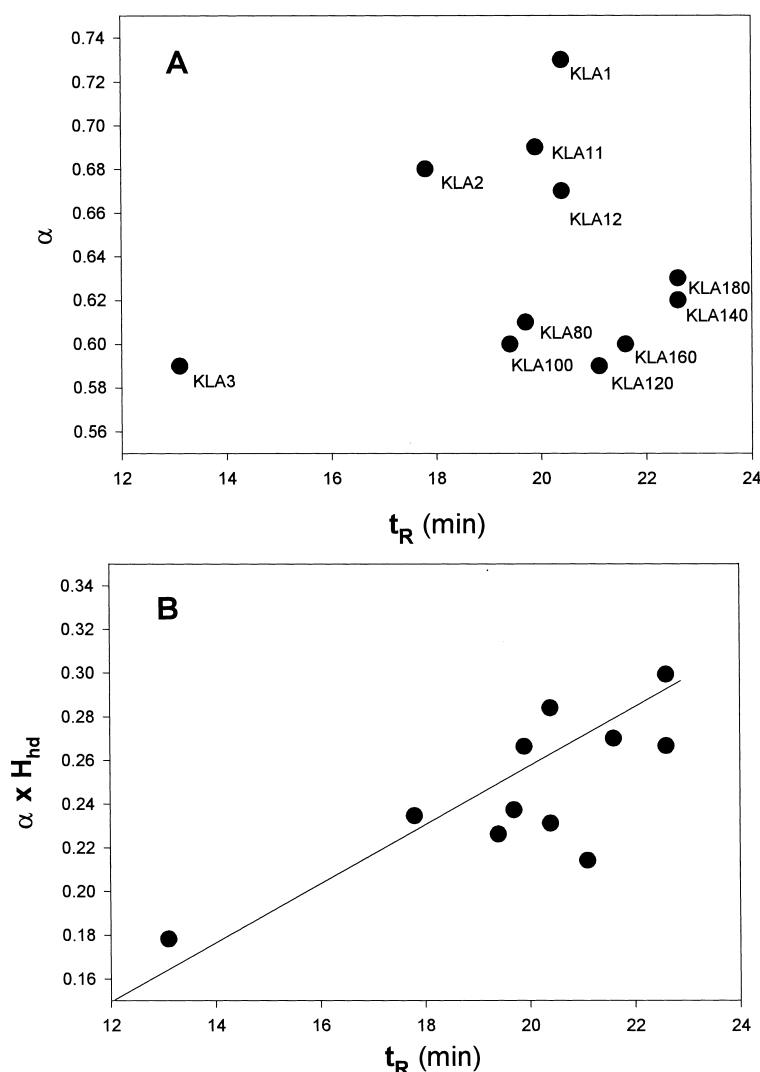 A
0.74
0.72
0.70
0.68
0.66
0.64
0.62
0.60
0.58
0.56
α
KLA1
KLA11
KLA2
KLA12
KLA180
KLA140
KLA80
KLA160
KLA100
KLA120
KLA3
12 14 16 18 20 22 24
tR (min)
B
0.34
0.32
0.30
0.28
0.26
0.24
0.22
0.20
0.18
0.16
α x Hhd
12 14 16 18 20 22 24
tR (min)